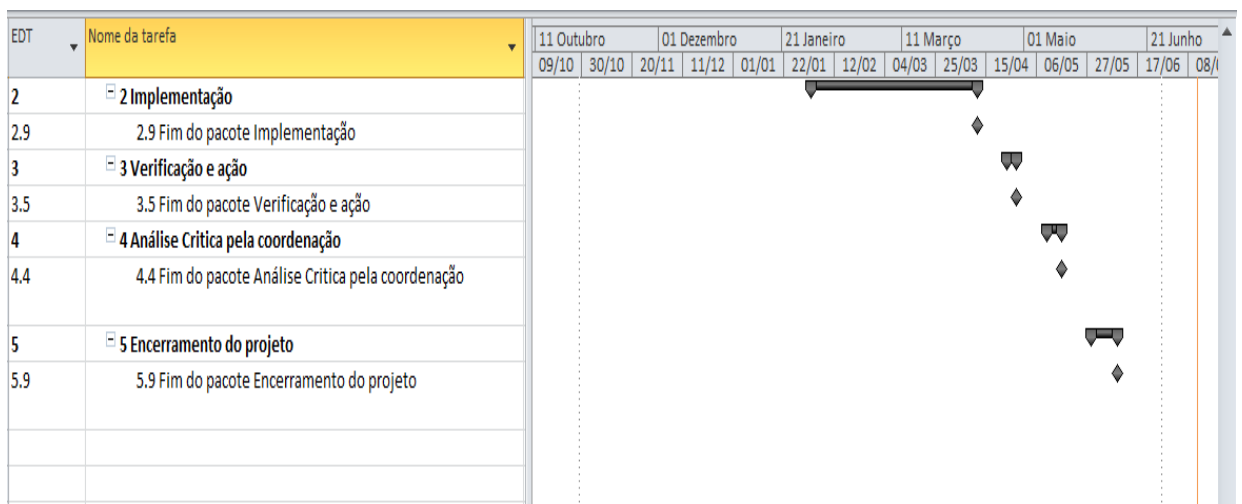 EDT Nome da tarefa 11 Outubro 01 Dezembro 21 Janeiro 11 Março 01 Maio 21 Junho
09/10 30/10 20/11 11/12 01/01 22/01 12/02 04/03 25/03 15/04 06/05 27/05 17/06 08/
2 2 Implementação
2.9 2.9 Fim do pacote Implementação
3 3 Verificação e ação
3.5 3.5 Fim do pacote Verificação e ação
4 4 Análise Critica pela coordenação
4.4 4.4 Fim do pacote Análise Critica pela coordenação
5 5 Encerramento do projeto
5.9 5.9 Fim do pacote Encerramento do projeto